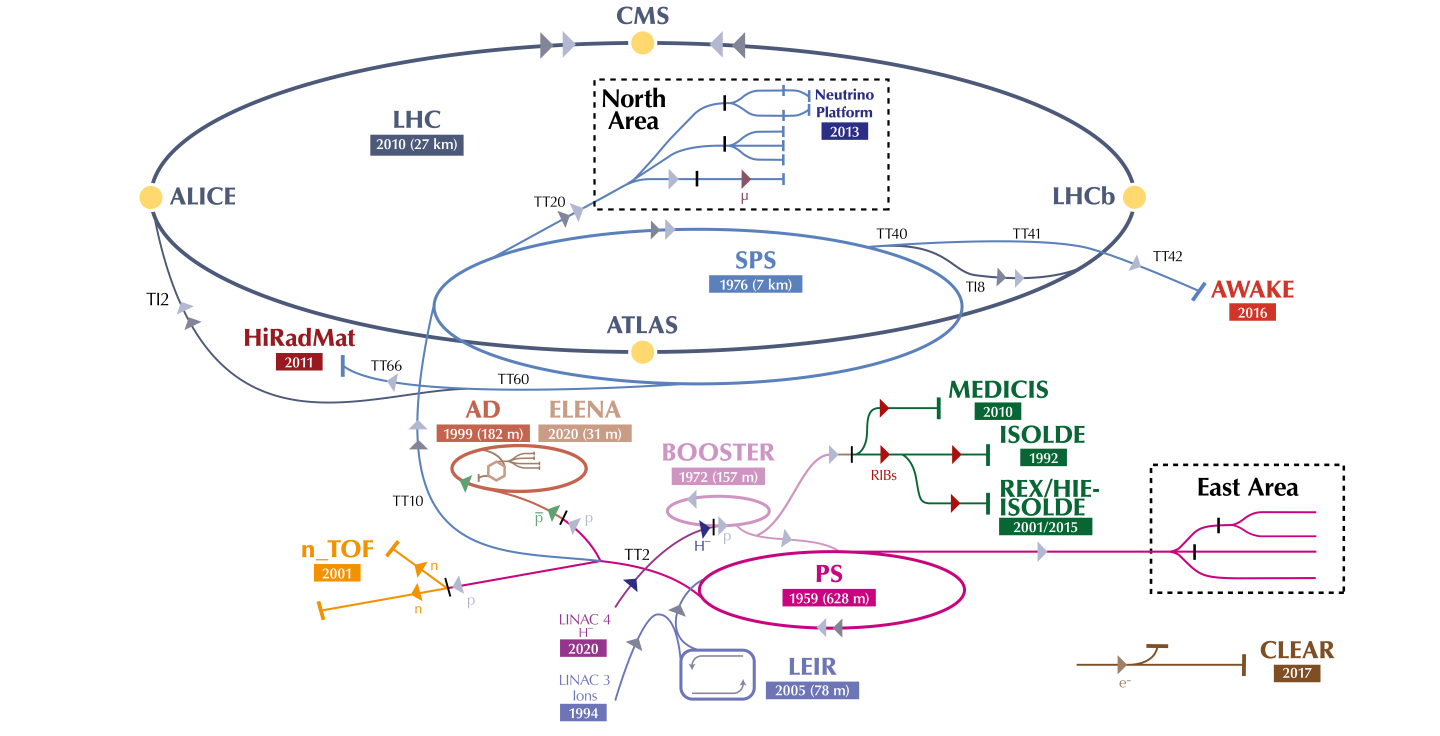 CMS
North
Area
Neutrino
Platform
2013
LHC
2010 (27 km)
μ
ALICE
LHCb
TT20
TT40
TT41
TT42
SPS
1976 (7 km)
TI8
AWAKE
2016
TI2
ATLAS
HiRadMat
2011
TT66
TT60
MEDICIS
2010
AD
1999 (182 m)
ELENA
2020 (31 m)
BOOSTER
1972 (157 m)
ISOLDE
1992
RIBs
REX/HIE-
ISOLDE
2001/2015
East Area
TT10
p̅
p
H⁻
p
n_TOF
2001
n
n
p
TT2
PS
1959 (628 m)
LINAC 4
H⁻
2020
LINAC 3
Ions
1994
LEIR
2005 (78 m)
CLEAR
2017
e⁻